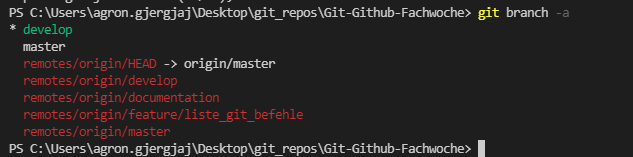 PS C:\Users\agron.gjergjaj\Desktop\git_repos\Git-Github-Fachwoche> git branch -a
* develop
  master
  remotes/origin/HEAD -> origin/master
  remotes/origin/develop
  remotes/origin/documentation
  remotes/origin/feature/liste_git_befehle
  remotes/origin/master
PS C:\Users\agron.gjergjaj\Desktop\git_repos\Git-Github-Fachwoche>